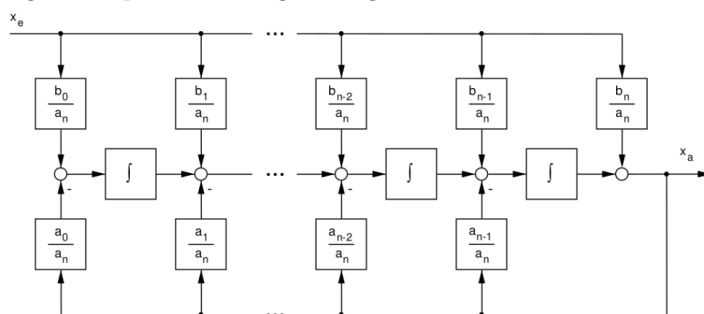 x_e
...
b_0/a_n b_1/a_n b_{n-2}/a_n b_{n-1}/a_n b_n/a_n
x_a
∫ ... ∫ ∫
- - - -
a_0/a_n a_1/a_n a_{n-2}/a_n a_{n-1}/a_n
...